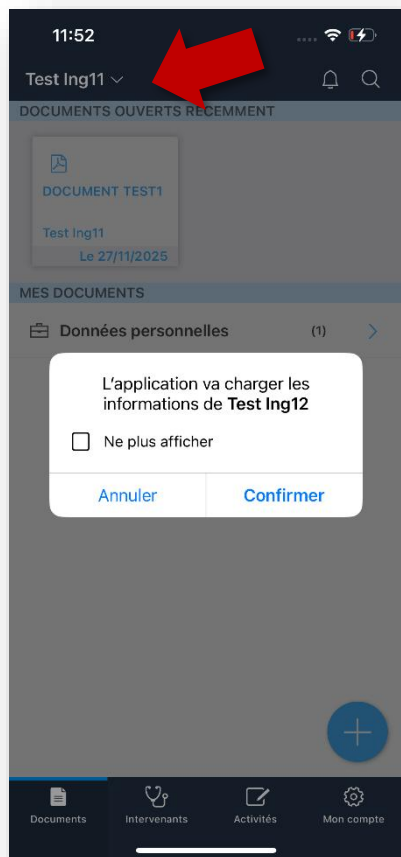 11:52
Test Ing11
DOCUMENTS OUVERTS RÉCEMMENT
DOCUMENT TEST1
Test Ing11
Le 27/11/2025
MES DOCUMENTS
Données personnelles (1)
L'application va charger les
informations de Test Ing12
Ne plus afficher
Annuler Confirmer
Documents Intervenants Activités Mon compte